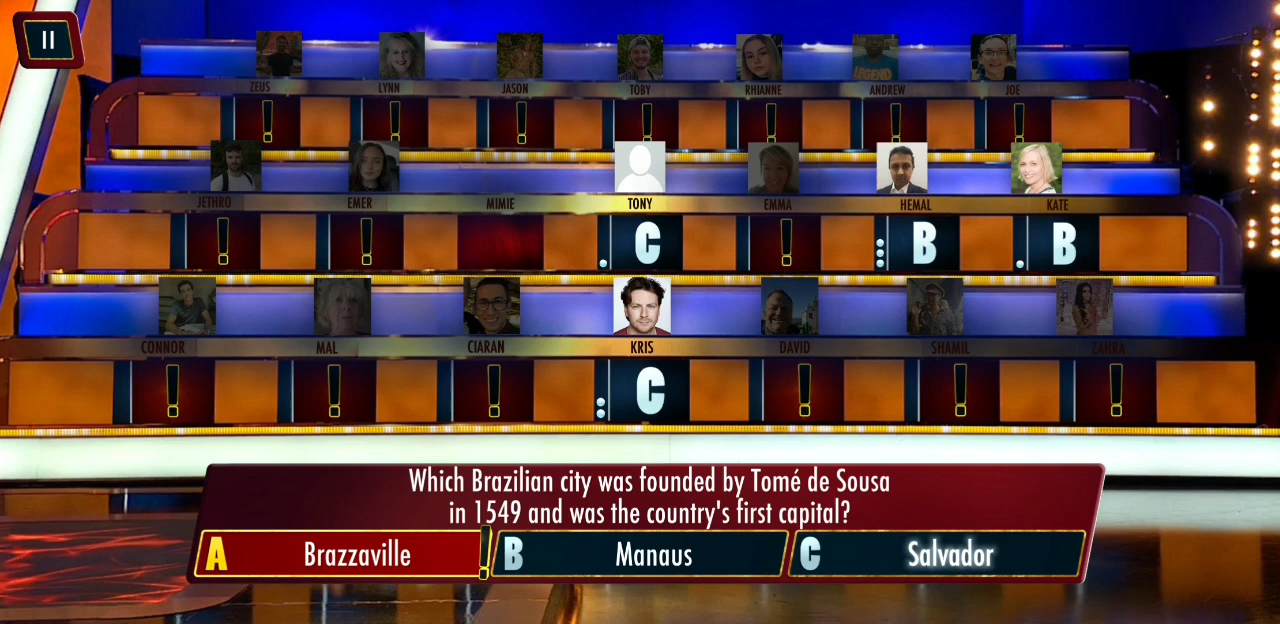 LEGEND
ZEUS LYNN JASON TOBY RHIANNE ANDREW JOE
JETHRO EMER MIMIE TONY EMMA HEMAL KATE
C B B
CONNOR MAL CIARAN KRIS DAVID SHAMIL ZAHRA
C
Which Brazilian city was founded by Tomé de Sousa
in 1549 and was the country's first capital?
A Brazzaville ! B Manaus C Salvador